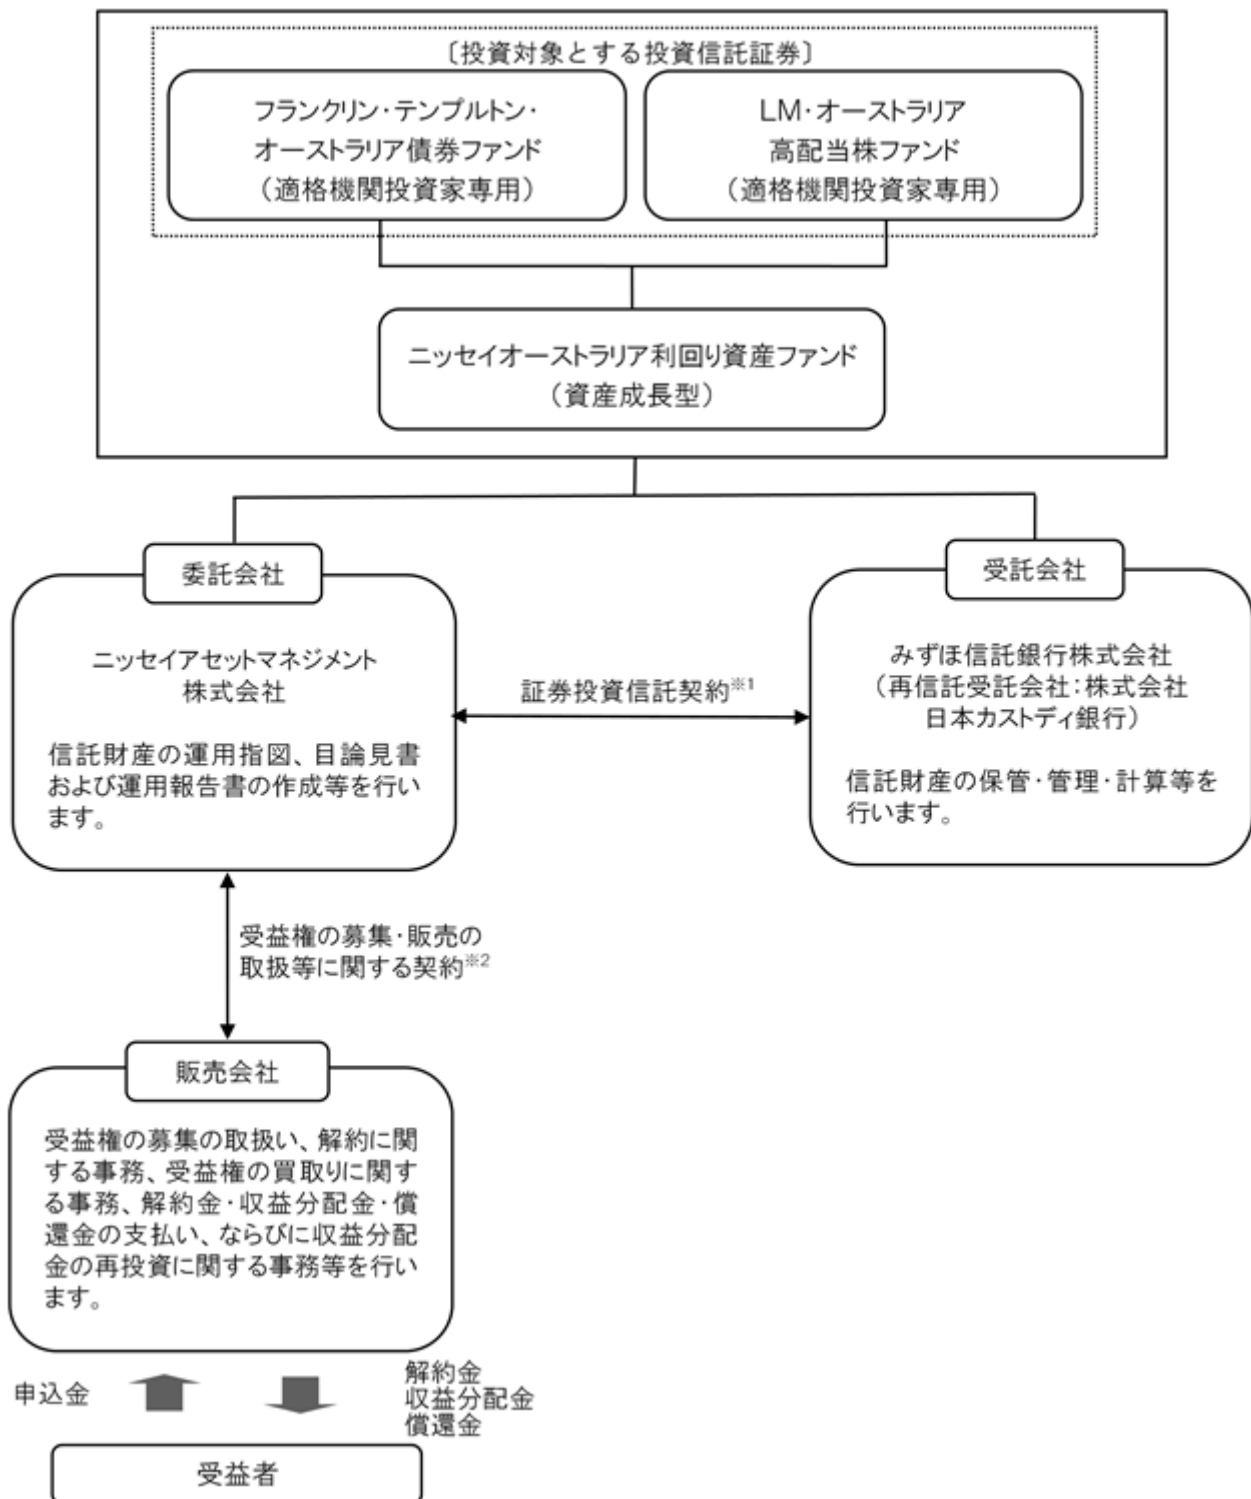 〔投資対象とする投資信託証券〕
フランクリン・テンプルトン・
オーストラリア債券ファンド
（適格機関投資家専用）
LM・オーストラリア
高配当株ファンド
（適格機関投資家専用）
ニッセイオーストラリア利回り資産ファンド
（資産成長型）
委託会社
ニッセイアセットマネジメント
株式会社
信託財産の運用指図、目論見書
および運用報告書の作成等を行い
ます。
証券投資信託契約※1
受託会社
みずほ信託銀行株式会社
（再信託受託会社：株式会社
日本カストディ銀行）
信託財産の保管・管理・計算等を
行います。
受益権の募集・販売の
取扱等に関する契約※2
販売会社
受益権の募集の取扱い、解約に関
する事務、受益権の買取りに関す
る事務、解約金・収益分配金・償
還金の支払い、ならびに収益分配
金の再投資に関する事務等を行い
ます。
申込金
解約金
収益分配金
償還金
受益者